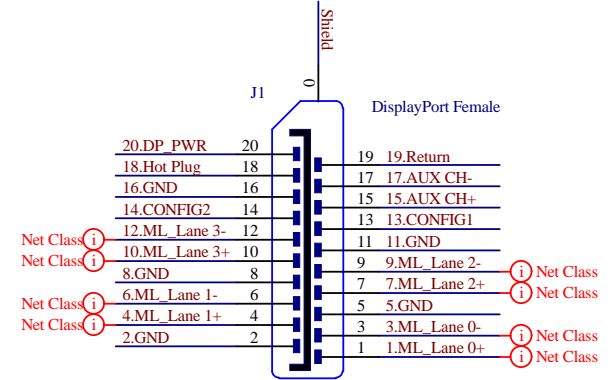 Shield
0
J1
DisplayPort Female
20.DP_PWR 20
18.Hot Plug 18
16.GND 16
14.CONFIG2 14
Net Class i 12.ML_Lane 3- 12
Net Class i 10.ML_Lane 3+ 10
8.GND 8
Net Class i 6.ML_Lane 1- 6
Net Class i 4.ML_Lane 1+ 4
2.GND 2
19 19.Return
17 17.AUX CH-
15 15.AUX CH+
13 13.CONFIG1
11 11.GND
9 9.ML_Lane 2- i Net Class
7 7.ML_Lane 2+ i Net Class
5 5.GND
3 3.ML_Lane 0- i Net Class
1 1.ML_Lane 0+ i Net Class